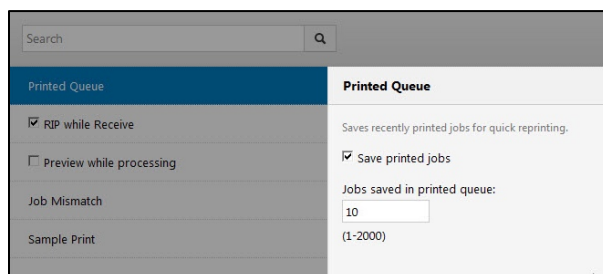 Search
Printed Queue
RIP while Receive
Preview while processing
Job Mismatch
Sample Print
Printed Queue
Saves recently printed jobs for quick reprinting.
Save printed jobs
Jobs saved in printed queue:
10
(1-2000)